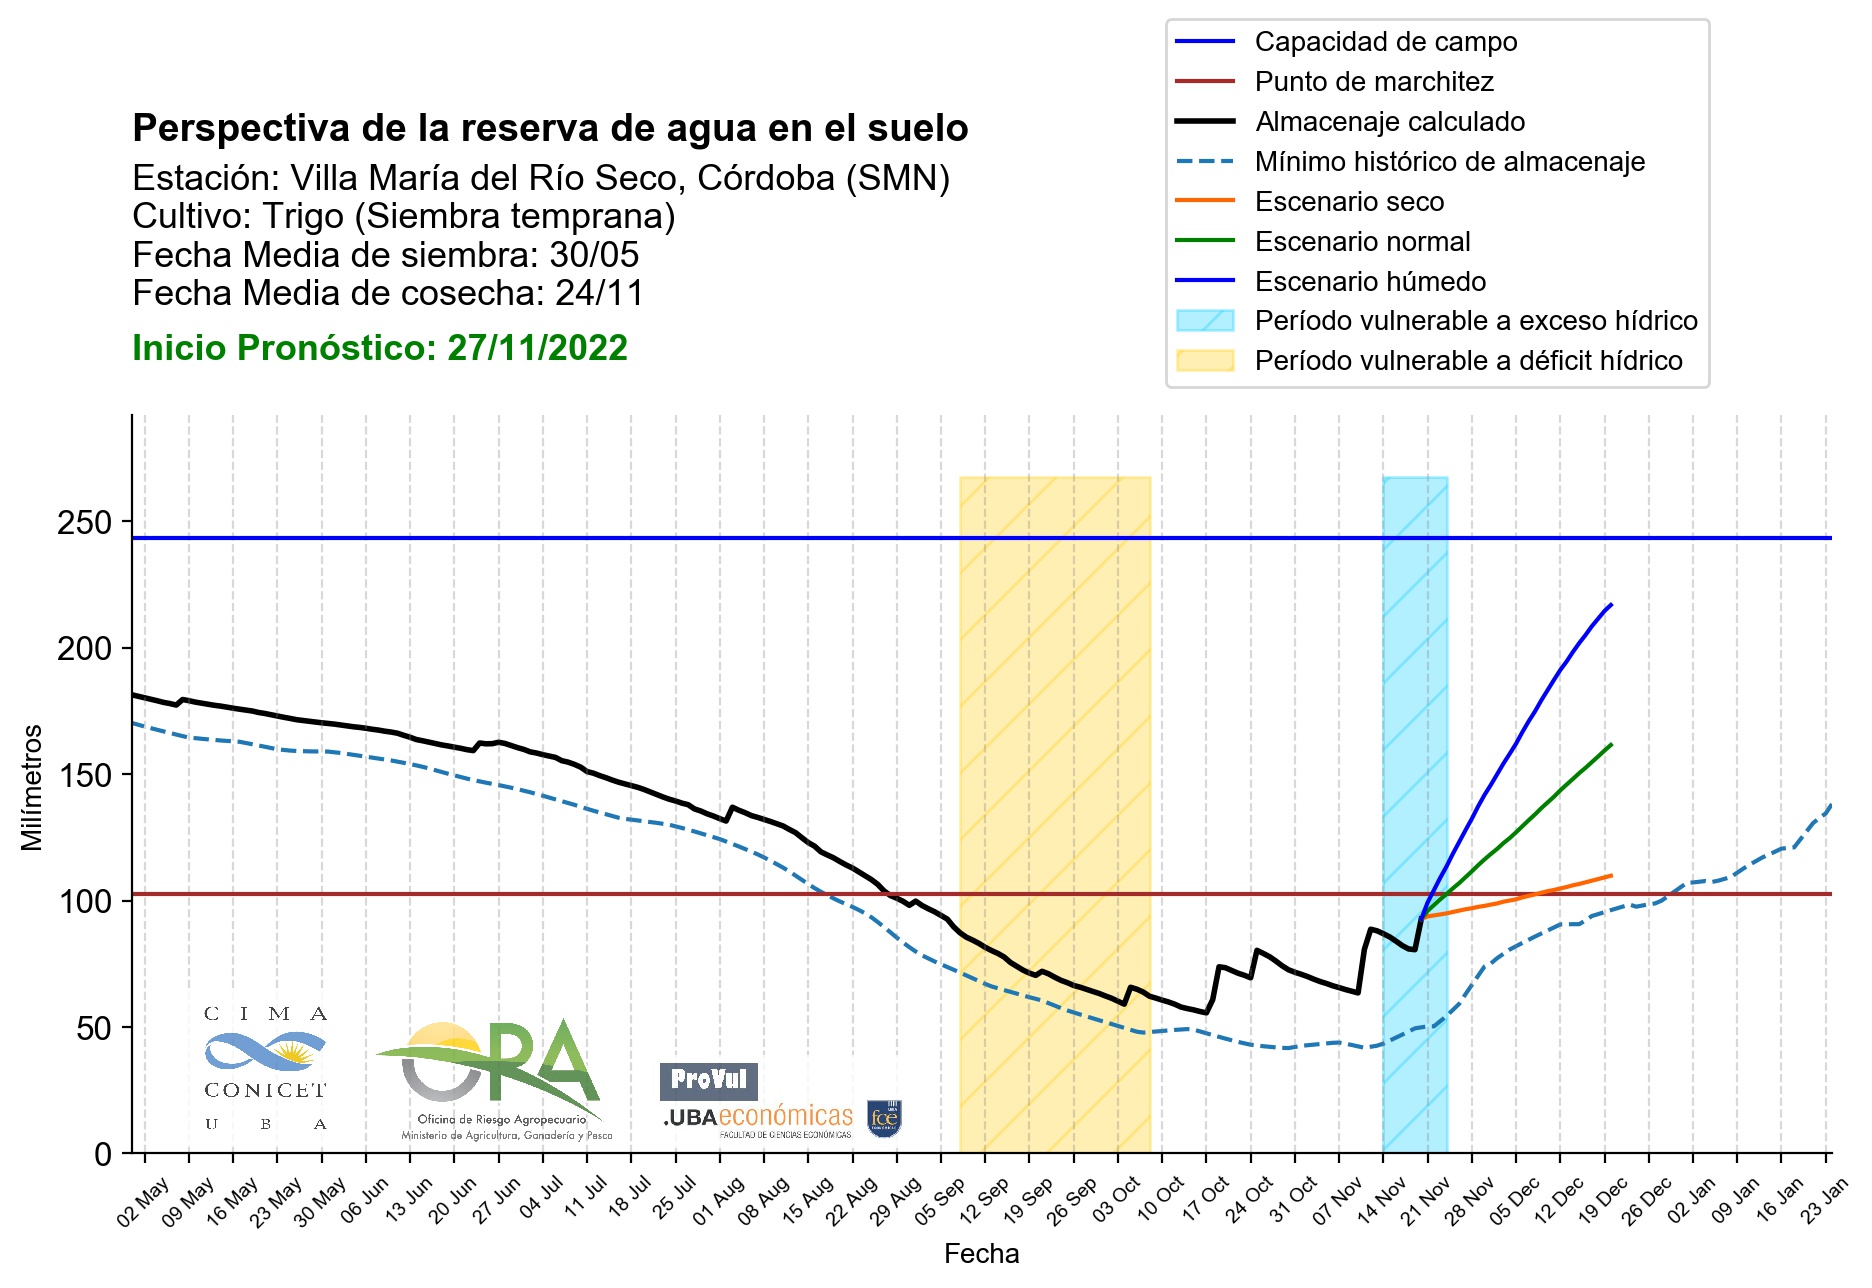 Capacidad de campo
Punto de marchitez
Almacenaje calculado
Mínimo histórico de almacenaje
Escenario seco
Escenario normal
Escenario húmedo
Período vulnerable a exceso hídrico
Período vulnerable a déficit hídrico
Perspectiva de la reserva de agua en el suelo
Estación: Villa María del Río Seco, Córdoba (SMN)
Cultivo: Trigo (Siembra temprana)
Fecha Media de siembra: 30/05
Fecha Media de cosecha: 24/11
Inicio Pronóstico: 27/11/2022
Milímetros
250
200
150
100
50
0
CIMA
CONICET
UBA
ORA
Oficina de Riesgo Agropecuario
Ministerio de Agricultura, Ganadería y Pesca
ProVul
.UBAeconómicas
FACULTAD DE CIENCIAS ECONÓMICAS
fce
02 May
09 May
16 May
23 May
30 May
06 Jun
13 Jun
20 Jun
27 Jun
04 Jul
11 Jul
18 Jul
25 Jul
01 Aug
08 Aug
15 Aug
22 Aug
29 Aug
05 Sep
12 Sep
19 Sep
26 Sep
03 Oct
10 Oct
17 Oct
24 Oct
31 Oct
07 Nov
14 Nov
21 Nov
28 Nov
05 Dec
12 Dec
19 Dec
26 Dec
02 Jan
09 Jan
16 Jan
23 Jan
Fecha